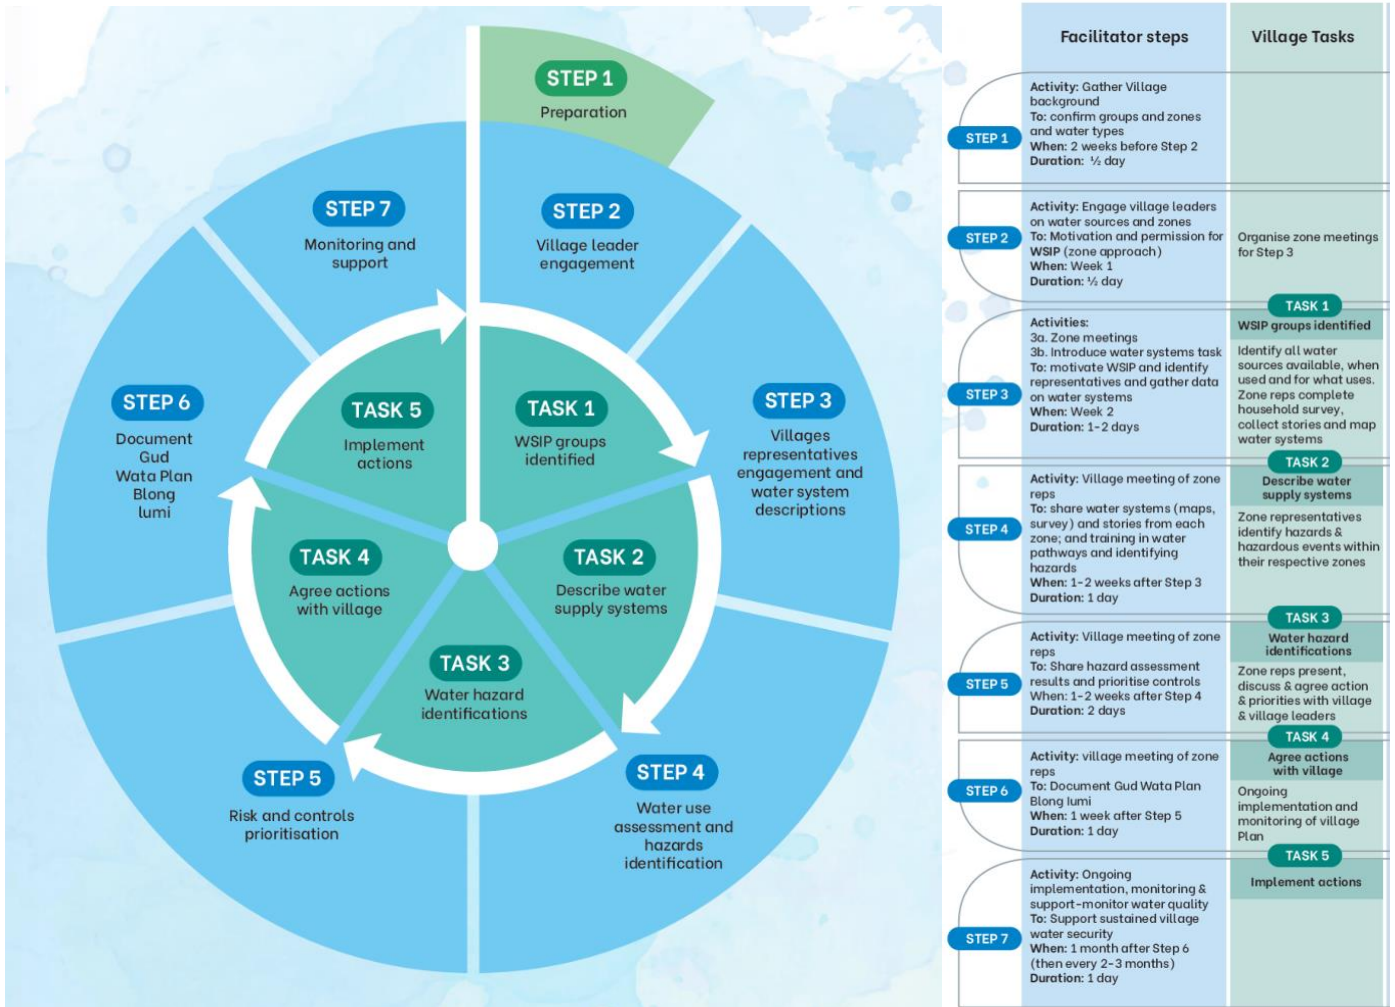 STEP 1
Preparation
STEP 2
Village leader
engagement
STEP 3
Villages
representatives
engagement and
water system
descriptions
STEP 4
Water use
assessment and
hazards
identification
STEP 5
Risk and controls
prioritisation
STEP 6
Document
Gud
Wata Plan
Blong
Iumi
STEP 7
Monitoring and
support
TASK 1
WSIP groups
identified
TASK 2
Describe water
supply systems
TASK 3
Water hazard
identifications
TASK 4
Agree actions
with village
TASK 5
Implement
actions
Facilitator steps
Village Tasks
STEP 1
Activity: Gather Village
background
To: confirm groups and zones
and water types
When: 2 weeks before Step 2
Duration: ½ day
STEP 2
Activity: Engage village leaders
on water sources and zones
To: Motivation and permission for
WSIP (zone approach)
When: Week 1
Duration: ½ day
Organise zone meetings
for Step 3
STEP 3
Activities:
3a. Zone meetings
3b. Introduce water systems task
To: motivate WSIP and identify
representatives and gather data
on water systems
When: Week 2
Duration: 1-2 days
TASK 1
WSIP groups identified
Identify all water
sources available, when
used and for what uses.
Zone reps complete
household survey,
collect stories and map
water systems
STEP 4
Activity: Village meeting of zone
reps
To: share water systems (maps,
survey) and stories from each
zone; and training in water
pathways and identifying
hazards
When: 1-2 weeks after Step 3
Duration: 1 day
TASK 2
Describe water
supply systems
Zone representatives
identify hazards &
hazardous events within
their respective zones
STEP 5
Activity: Village meeting of zone
reps
To: Share hazard assessment
results and prioritise controls
When: 1-2 weeks after Step 4
Duration: 2 days
TASK 3
Water hazard
identifications
Zone reps present,
discuss & agree action
& priorities with village
& village leaders
STEP 6
Activity: village meeting of zone
reps
To: Document Gud Wata Plan
Blong Iumi
When: 1 week after Step 5
Duration: 1 day
TASK 4
Agree actions
with village
Ongoing
implementation and
monitoring of village
Plan
STEP 7
Activity: Ongoing
implementation, monitoring &
support-monitor water quality
To: Support sustained village
water security
When: 1 month after Step 6
(then every 2-3 months)
Duration: 1 day
TASK 5
Implement actions